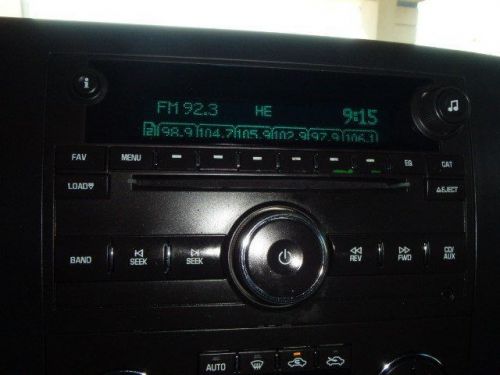 FM 92.3 HE 9:15
2 98.9 104.7 105.9 102.9 97.9 106.1
FAV MENU EQ CAT
LOAD EJECT
BAND SEEK SEEK REV FWD CD/AUX
AUTO